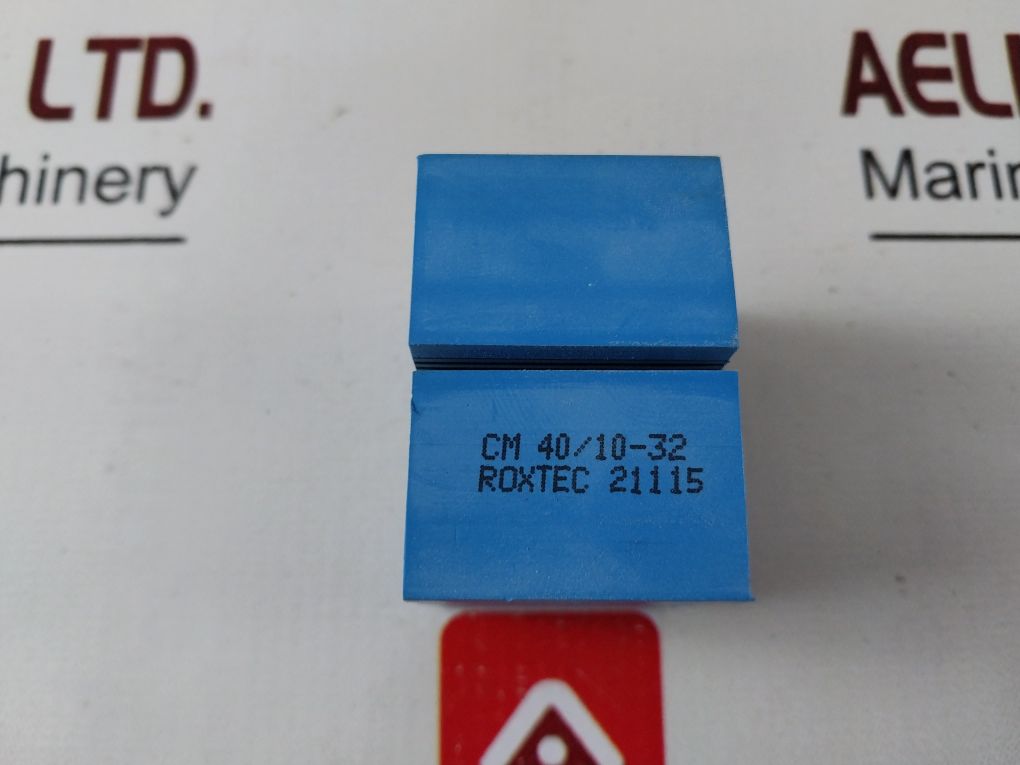 LTD.
hinery
AEL
Marin
CM 40/10-32
ROXTEC 21115